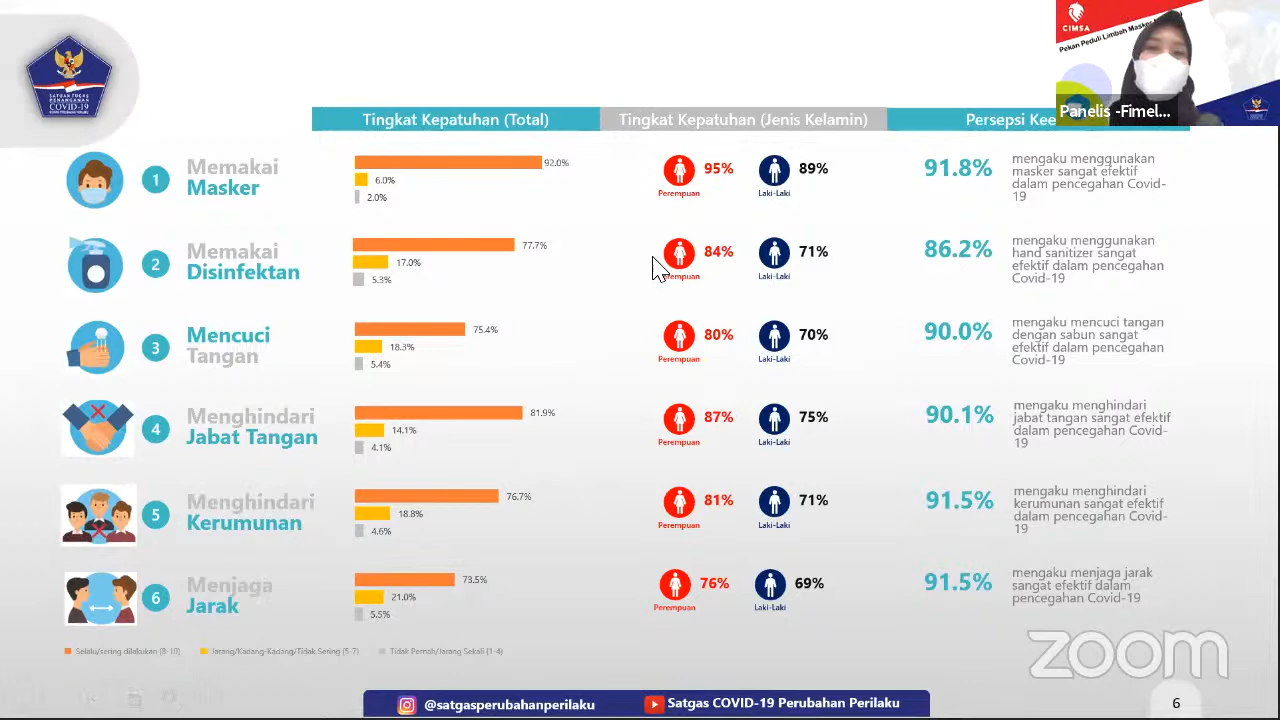 CIMSA
Pekan Peduli Limbah Masker
SATUAN TUGAS
PENANGANAN
COVID-19
Panelis -Fimel...
Tingkat Kepatuhan (Total)
Tingkat Kepatuhan (Jenis Kelamin)
Persepsi
1
Memakai
Masker
92.0%
6.0%
2.0%
95%
Perempuan
89%
Laki-Laki
91.8%
mengaku menggunakan
masker sangat efektif
dalam pencegahan Covid-
19
2
Memakai
Disinfektan
77.7%
17.0%
5.3%
84%
71%
Laki-Laki
86.2%
mengaku menggunakan
hand sanitizer sangat
efektif dalam pencegahan
Covid-19
3
Mencuci
Tangan
75.4%
18.3%
5.4%
80%
Perempuan
70%
Laki-Laki
90.0%
mengaku mencuci tangan
dengan sabun sangat
efektif dalam pencegahan
Covid-19
4
Menghindari
Jabat Tangan
81.9%
14.1%
4.1%
87%
Perempuan
75%
Laki-Laki
90.1%
mengaku menghindari
jabat tangan sangat efektif
dalam pencegahan Covid-
19
5
Menghindari
Kerumunan
76.7%
18.8%
4.6%
81%
Perempuan
71%
Laki-Laki
91.5%
mengaku menghindari
kerumunan sangat efektif
dalam pencegahan Covid-
19
6
Menjaga
Jarak
73.5%
21.0%
5.5%
76%
Perempuan
69%
Laki-Laki
91.5%
mengaku menjaga jarak
sangat efektif dalam
pencegahan Covid-19
Selalu/sering dilakukan (8-10)
Jarang/Kadang-Kadang/Tidak Sering (5-7)
Tidak Pernah/Jarang Sekali (1-4)
zoom
@satgasperubahanperilaku
Satgas COVID-19 Perubahan Perilaku
6